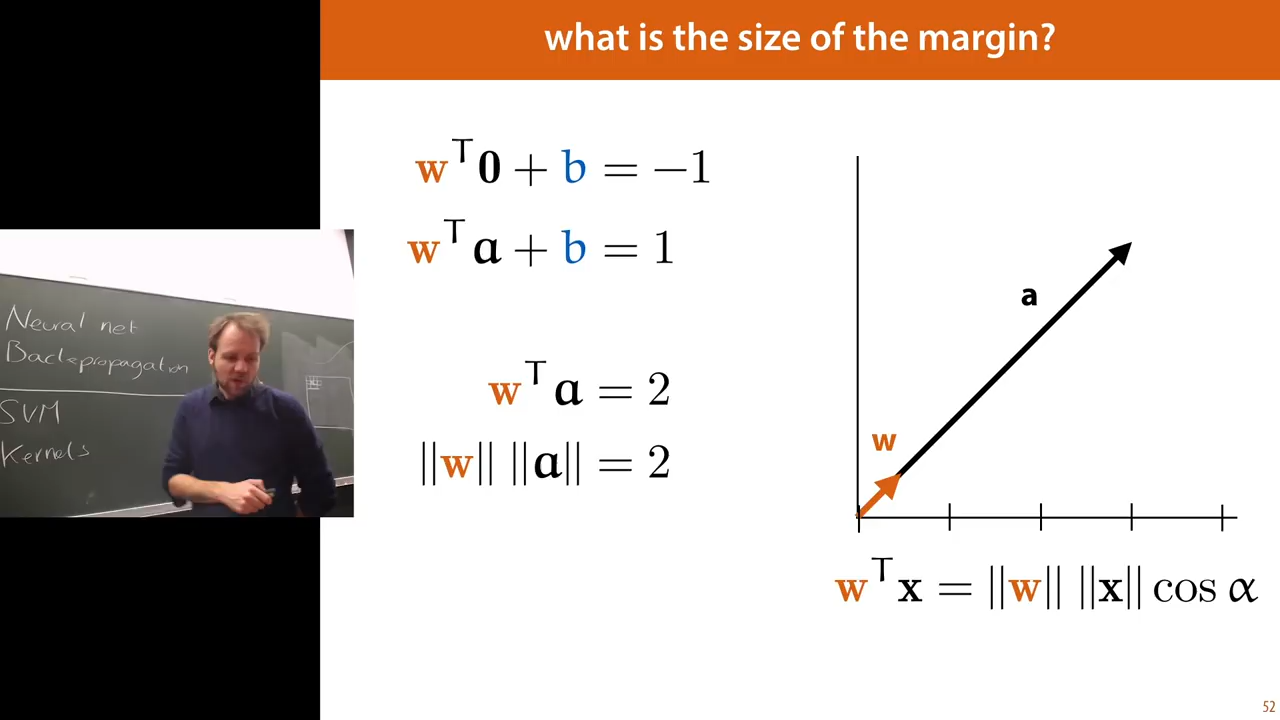 what is the size of the margin?
𝐰ᵀ𝟎 + b = −1
𝐰ᵀ𝐚 + b = 1
𝐰ᵀ𝐚 = 2
||𝐰|| ||𝐚|| = 2
a
w
𝐰ᵀ𝐱 = ||𝐰|| ||𝐱|| cos α
Neural net
Backpropagation
SVM
Kernels
52